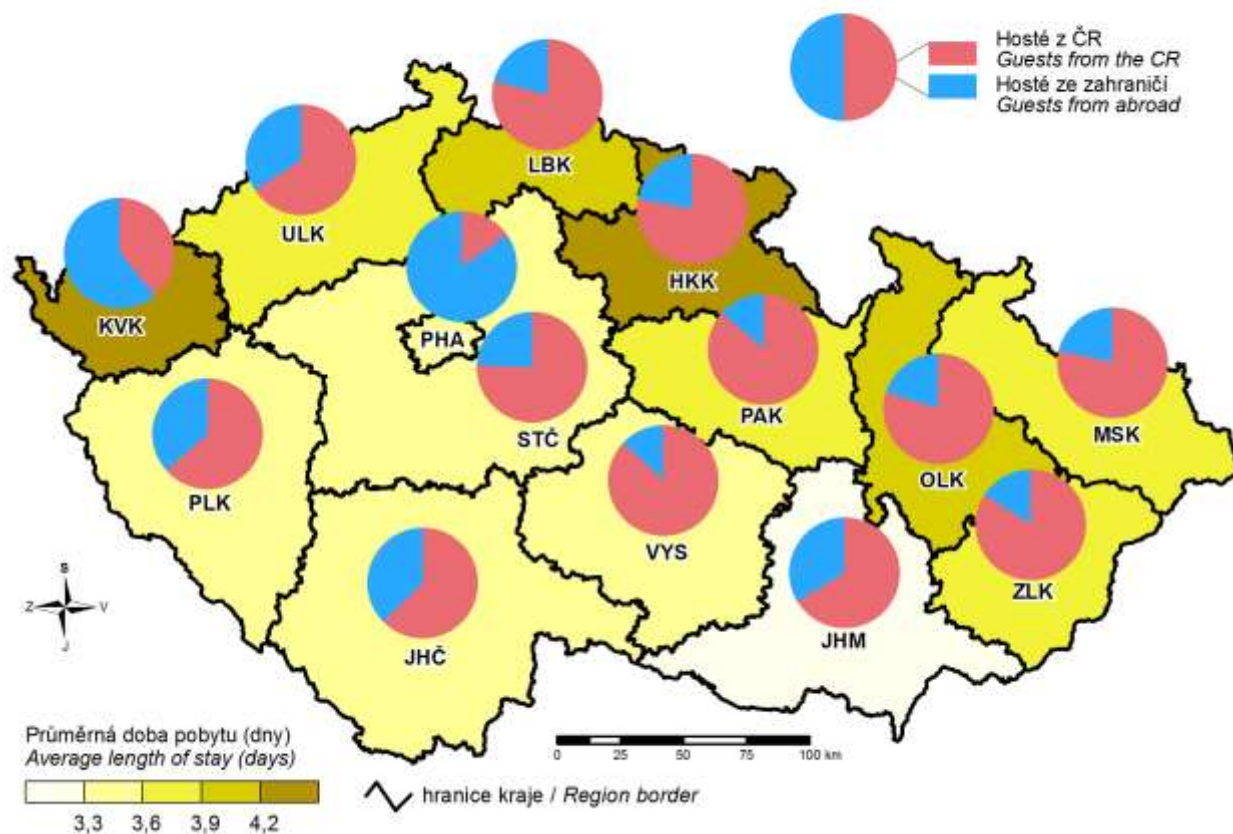 Hosté z ČR
Guests from the CR
Hosté ze zahraničí
Guests from abroad
LBK
ULK
HKK
KVK
PHA
PAK
STČ
MSK
OLK
PLK
VYS
ZLK
JHM
JHČ
S
Z V
J
Průměrná doba pobytu (dny)
Average length of stay (days)
3,3 3,6 3,9 4,2
hranice kraje / Region border
0 25 50 75 100 km